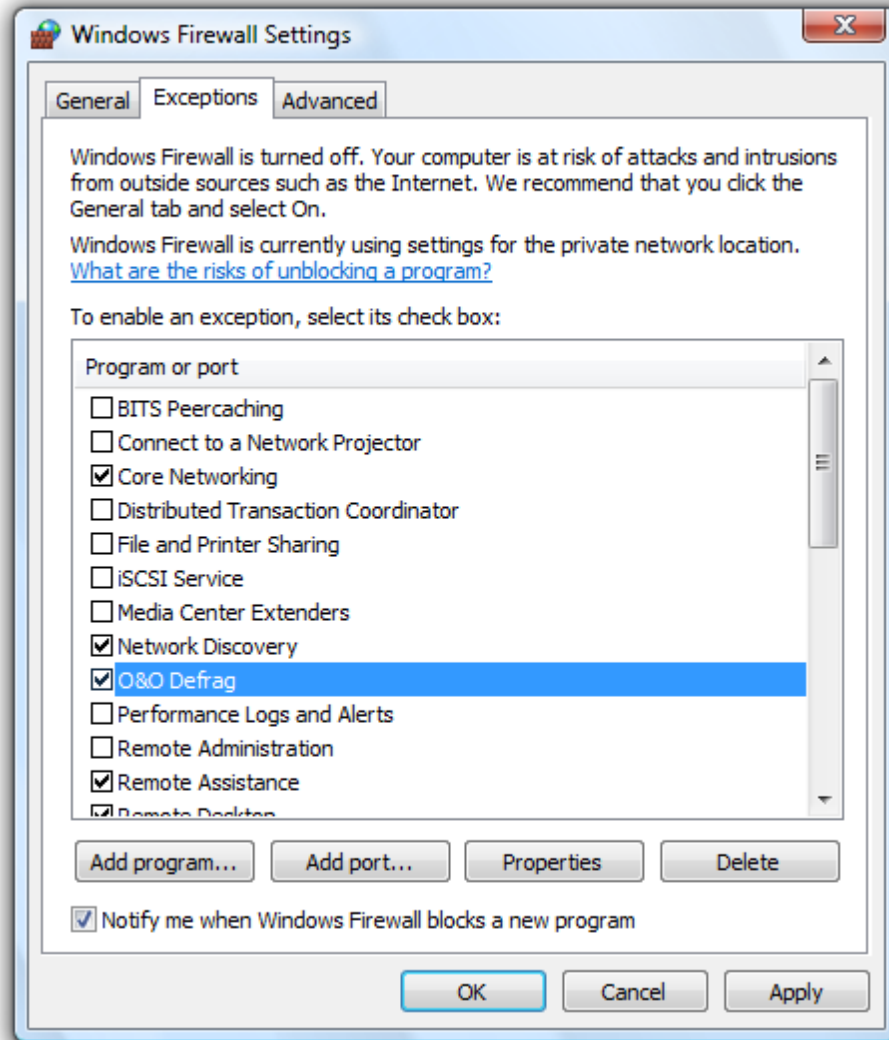 Windows Firewall Settings
General Exceptions Advanced
Windows Firewall is turned off. Your computer is at risk of attacks and intrusions
from outside sources such as the Internet. We recommend that you click the
General tab and select On.
Windows Firewall is currently using settings for the private network location.
What are the risks of unblocking a program?
To enable an exception, select its check box:
Program or port
BITS Peercaching
Connect to a Network Projector
Core Networking
Distributed Transaction Coordinator
File and Printer Sharing
iSCSI Service
Media Center Extenders
Network Discovery
O&O Defrag
Performance Logs and Alerts
Remote Administration
Remote Assistance
Remote Desktop
Add program... Add port... Properties Delete
Notify me when Windows Firewall blocks a new program
OK Cancel Apply